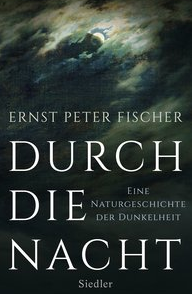 ERNST PETER FISCHER
DURCH
DIE
EINE
NATURGESCHICHTE
DER DUNKELHEIT
NACHT
Siedler